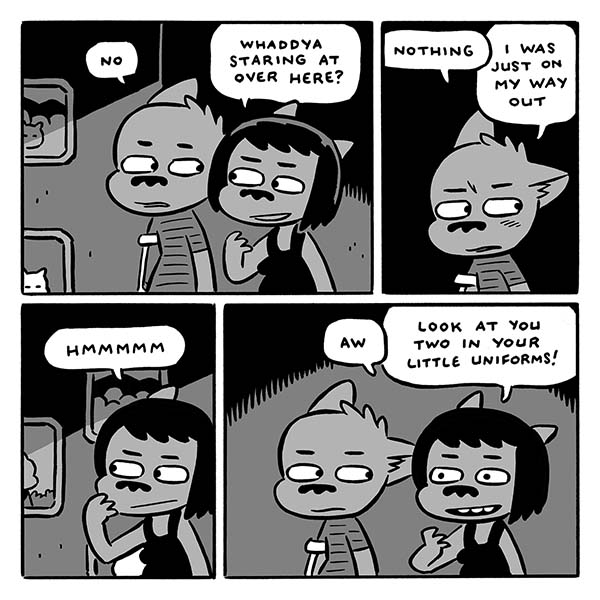 NO
WHADDYA
STARING AT
OVER HERE?
NOTHING
I WAS
JUST ON
MY WAY
OUT
HMMMMM
AW
LOOK AT YOU
TWO IN YOUR
LITTLE UNIFORMS!